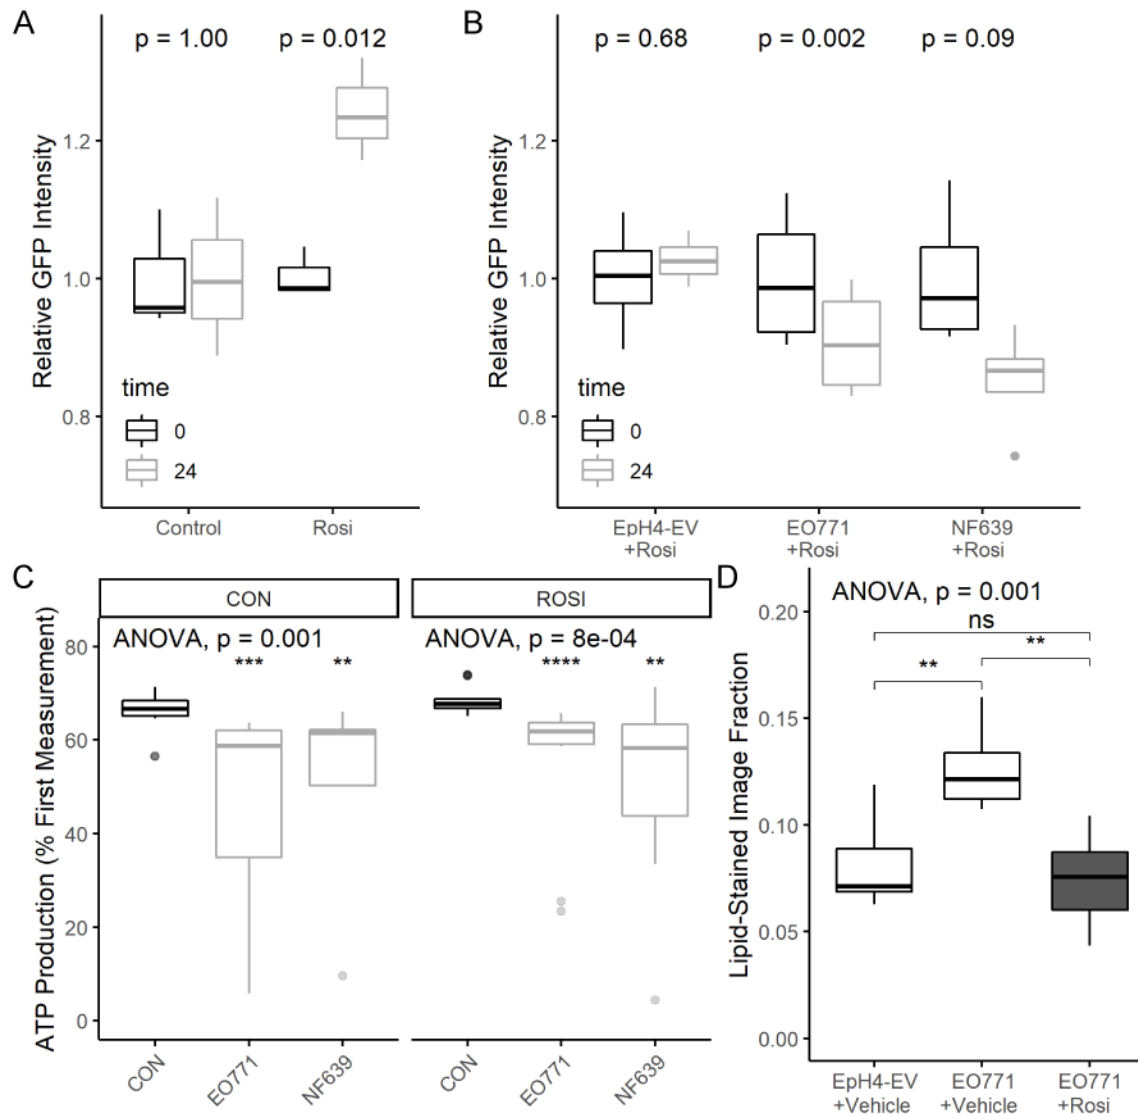 A
p = 1.00
p = 0.012
Relative GFP Intensity
1.2
1.0
0.8
time
0
24
Control
Rosi
B
p = 0.68
p = 0.002
p = 0.09
Relative GFP Intensity
1.2
1.0
0.8
EpH4-EV
+Rosi
EO771
+Rosi
NF639
+Rosi
C
CON
ROSI
ANOVA, p = 0.001
ANOVA, p = 8e-04
***
**
****
**
ATP Production (% First Measurement)
80
60
40
20
0
CON
EO771
NF639
CON
EO771
NF639
D
ANOVA, p = 0.001
ns
**
**
Lipid-Stained Image Fraction
0.20
0.15
0.10
0.05
0.00
EpH4-EV
+Vehicle
EO771
+Vehicle
EO771
+Rosi